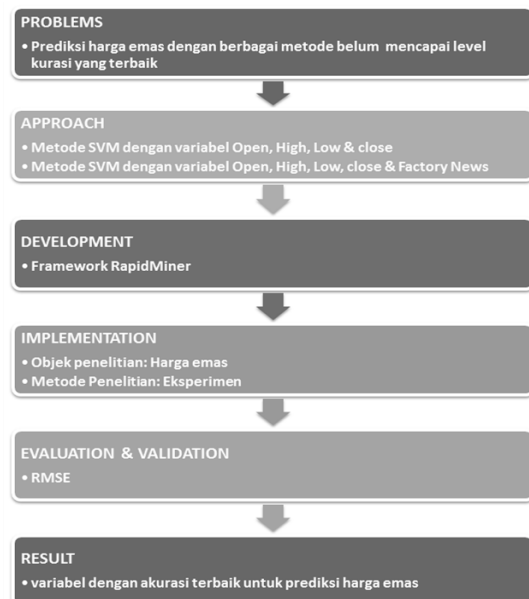 PROBLEMS
• Prediksi harga emas dengan berbagai metode belum mencapai level
kurasi yang terbaik
APPROACH
• Metode SVM dengan variabel Open, High, Low & close
• Metode SVM dengan variabel Open, High, Low, close & Factory News
DEVELOPMENT
• Framework RapidMiner
IMPLEMENTATION
• Objek penelitian: Harga emas
• Metode Penelitian: Eksperimen
EVALUATION & VALIDATION
• RMSE
RESULT
• variabel dengan akurasi terbaik untuk prediksi harga emas